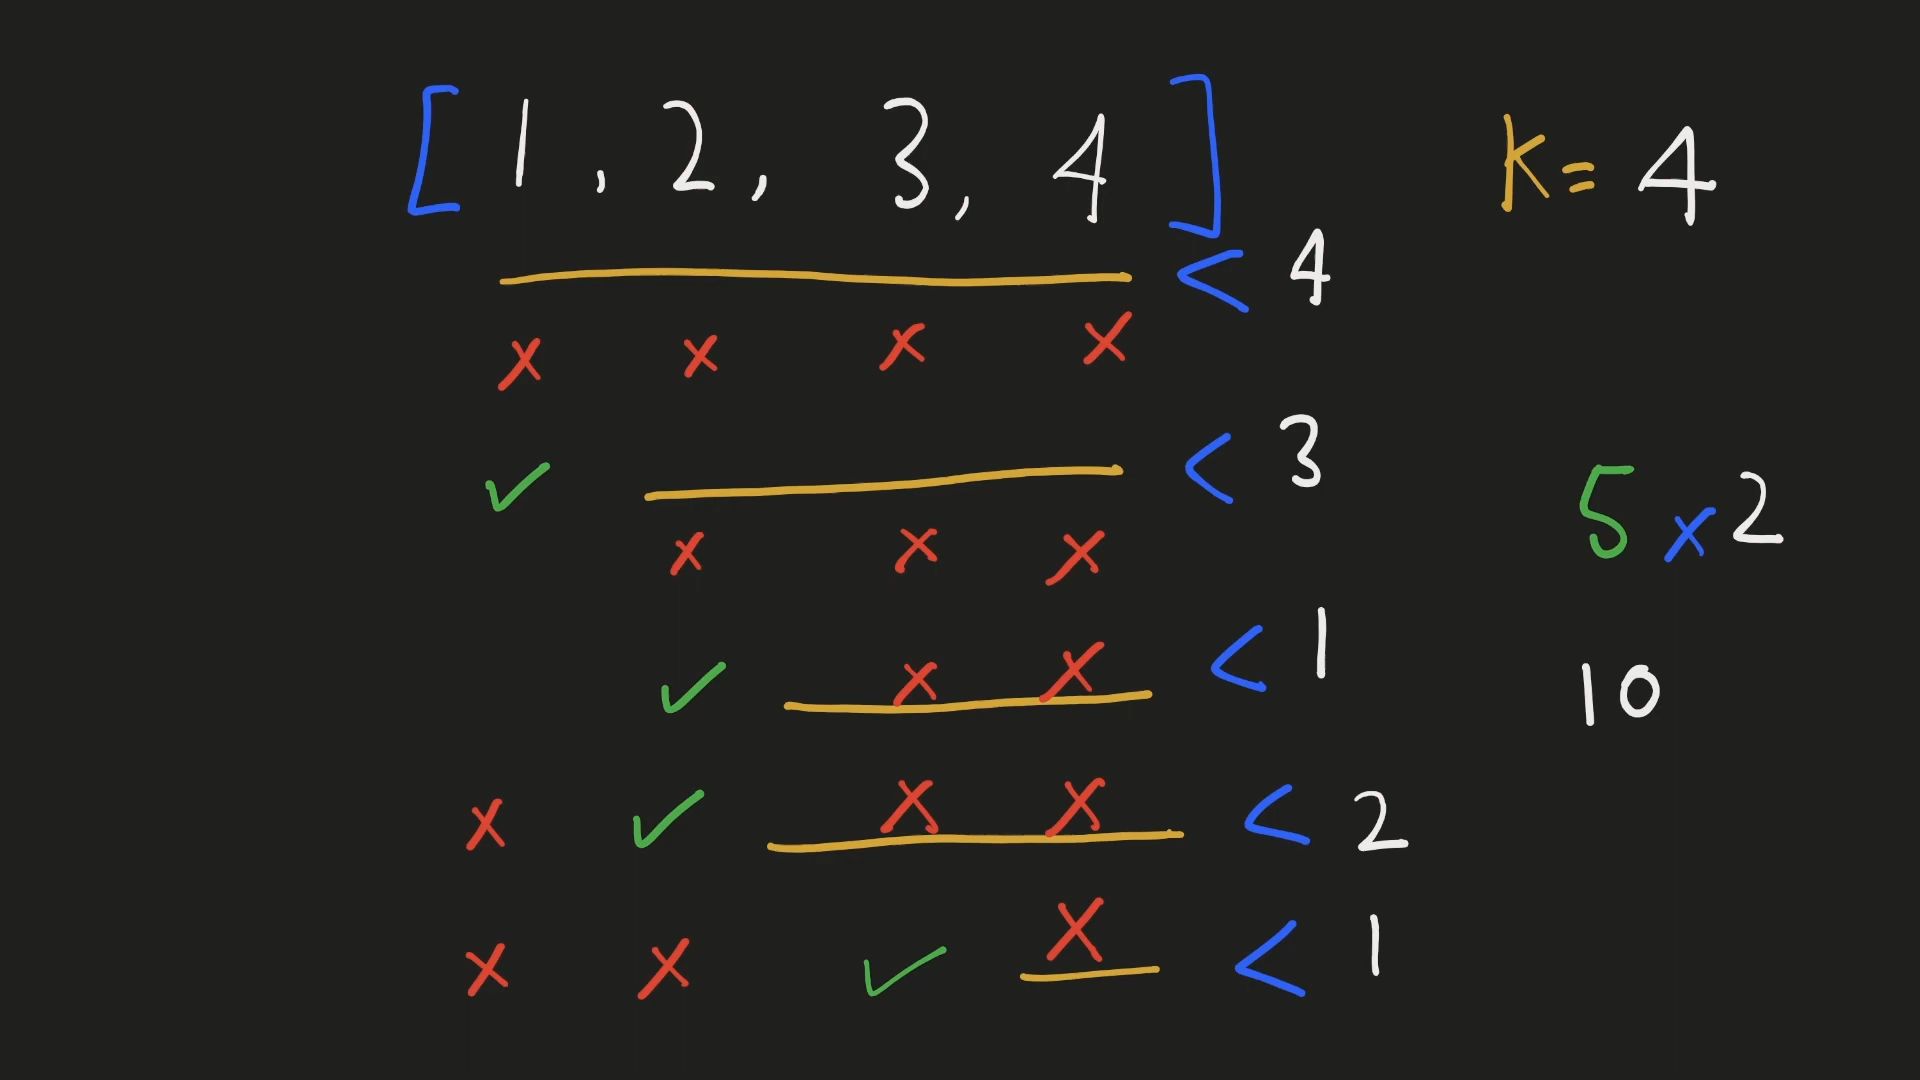 [ 1, 2, 3, 4 ] K = 4
< 4
x x x x
✓ < 3
x x x
5 x 2
✓ x x < 1
10
x ✓ x x < 2
x x ✓ x < 1